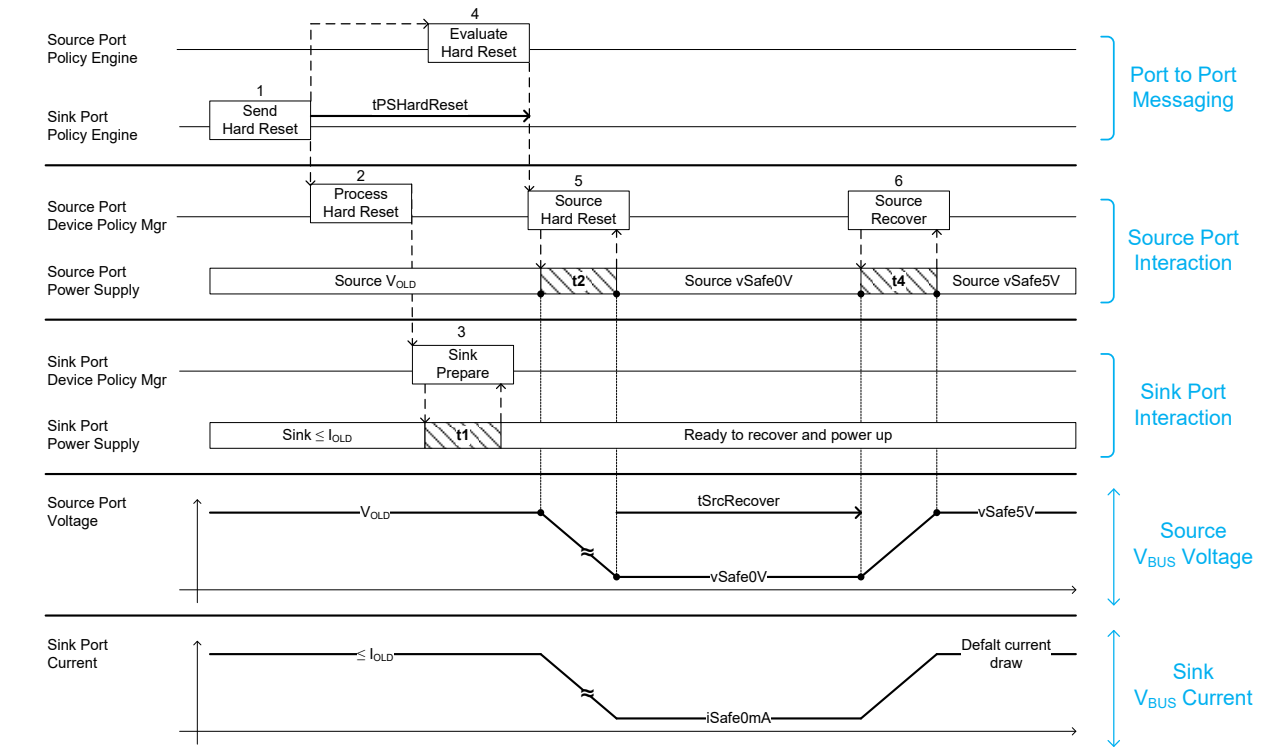 4
Source Port
Policy Engine
Evaluate
Hard Reset
Port to Port
Messaging
1
Sink Port
Policy Engine
Send
Hard Reset
tPSHardReset
2
5
6
Source Port
Device Policy Mgr
Process
Hard Reset
Source
Hard Reset
Source
Recover
Source Port
Interaction
Source Port
Power Supply
Source VOLD
t2
Source vSafe0V
t4
Source vSafe5V
3
Sink Port
Device Policy Mgr
Sink
Prepare
Sink Port
Interaction
Sink Port
Power Supply
Sink ≤ IOLD
t1
Ready to recover and power up
Source Port
Voltage
VOLD
tSrcRecover
vSafe5V
≈
vSafe0V
Source
VBUS Voltage
Sink Port
Current
≤ IOLD
Defalt current
draw
≈
iSafe0mA
Sink
VBUS Current